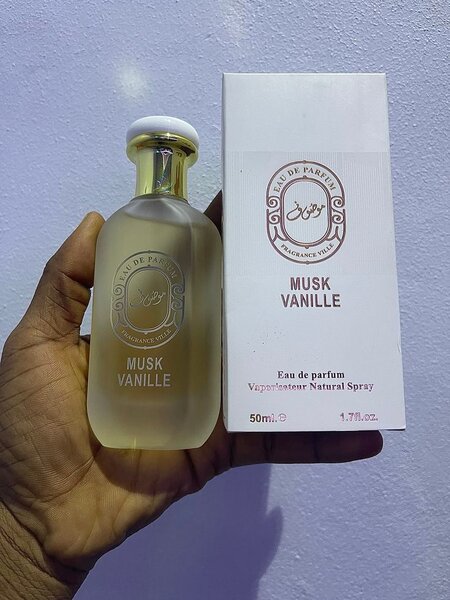 EAU DE PARFUM
FRAGRANCE VILLE
MUSK
VANILLE
EAU DE PARFUM
FRAGRANCE VILLE
MUSK
VANILLE
Eau de parfum
Vaporisateur Natural Spray
50ml.℮ 1.7fl.oz.